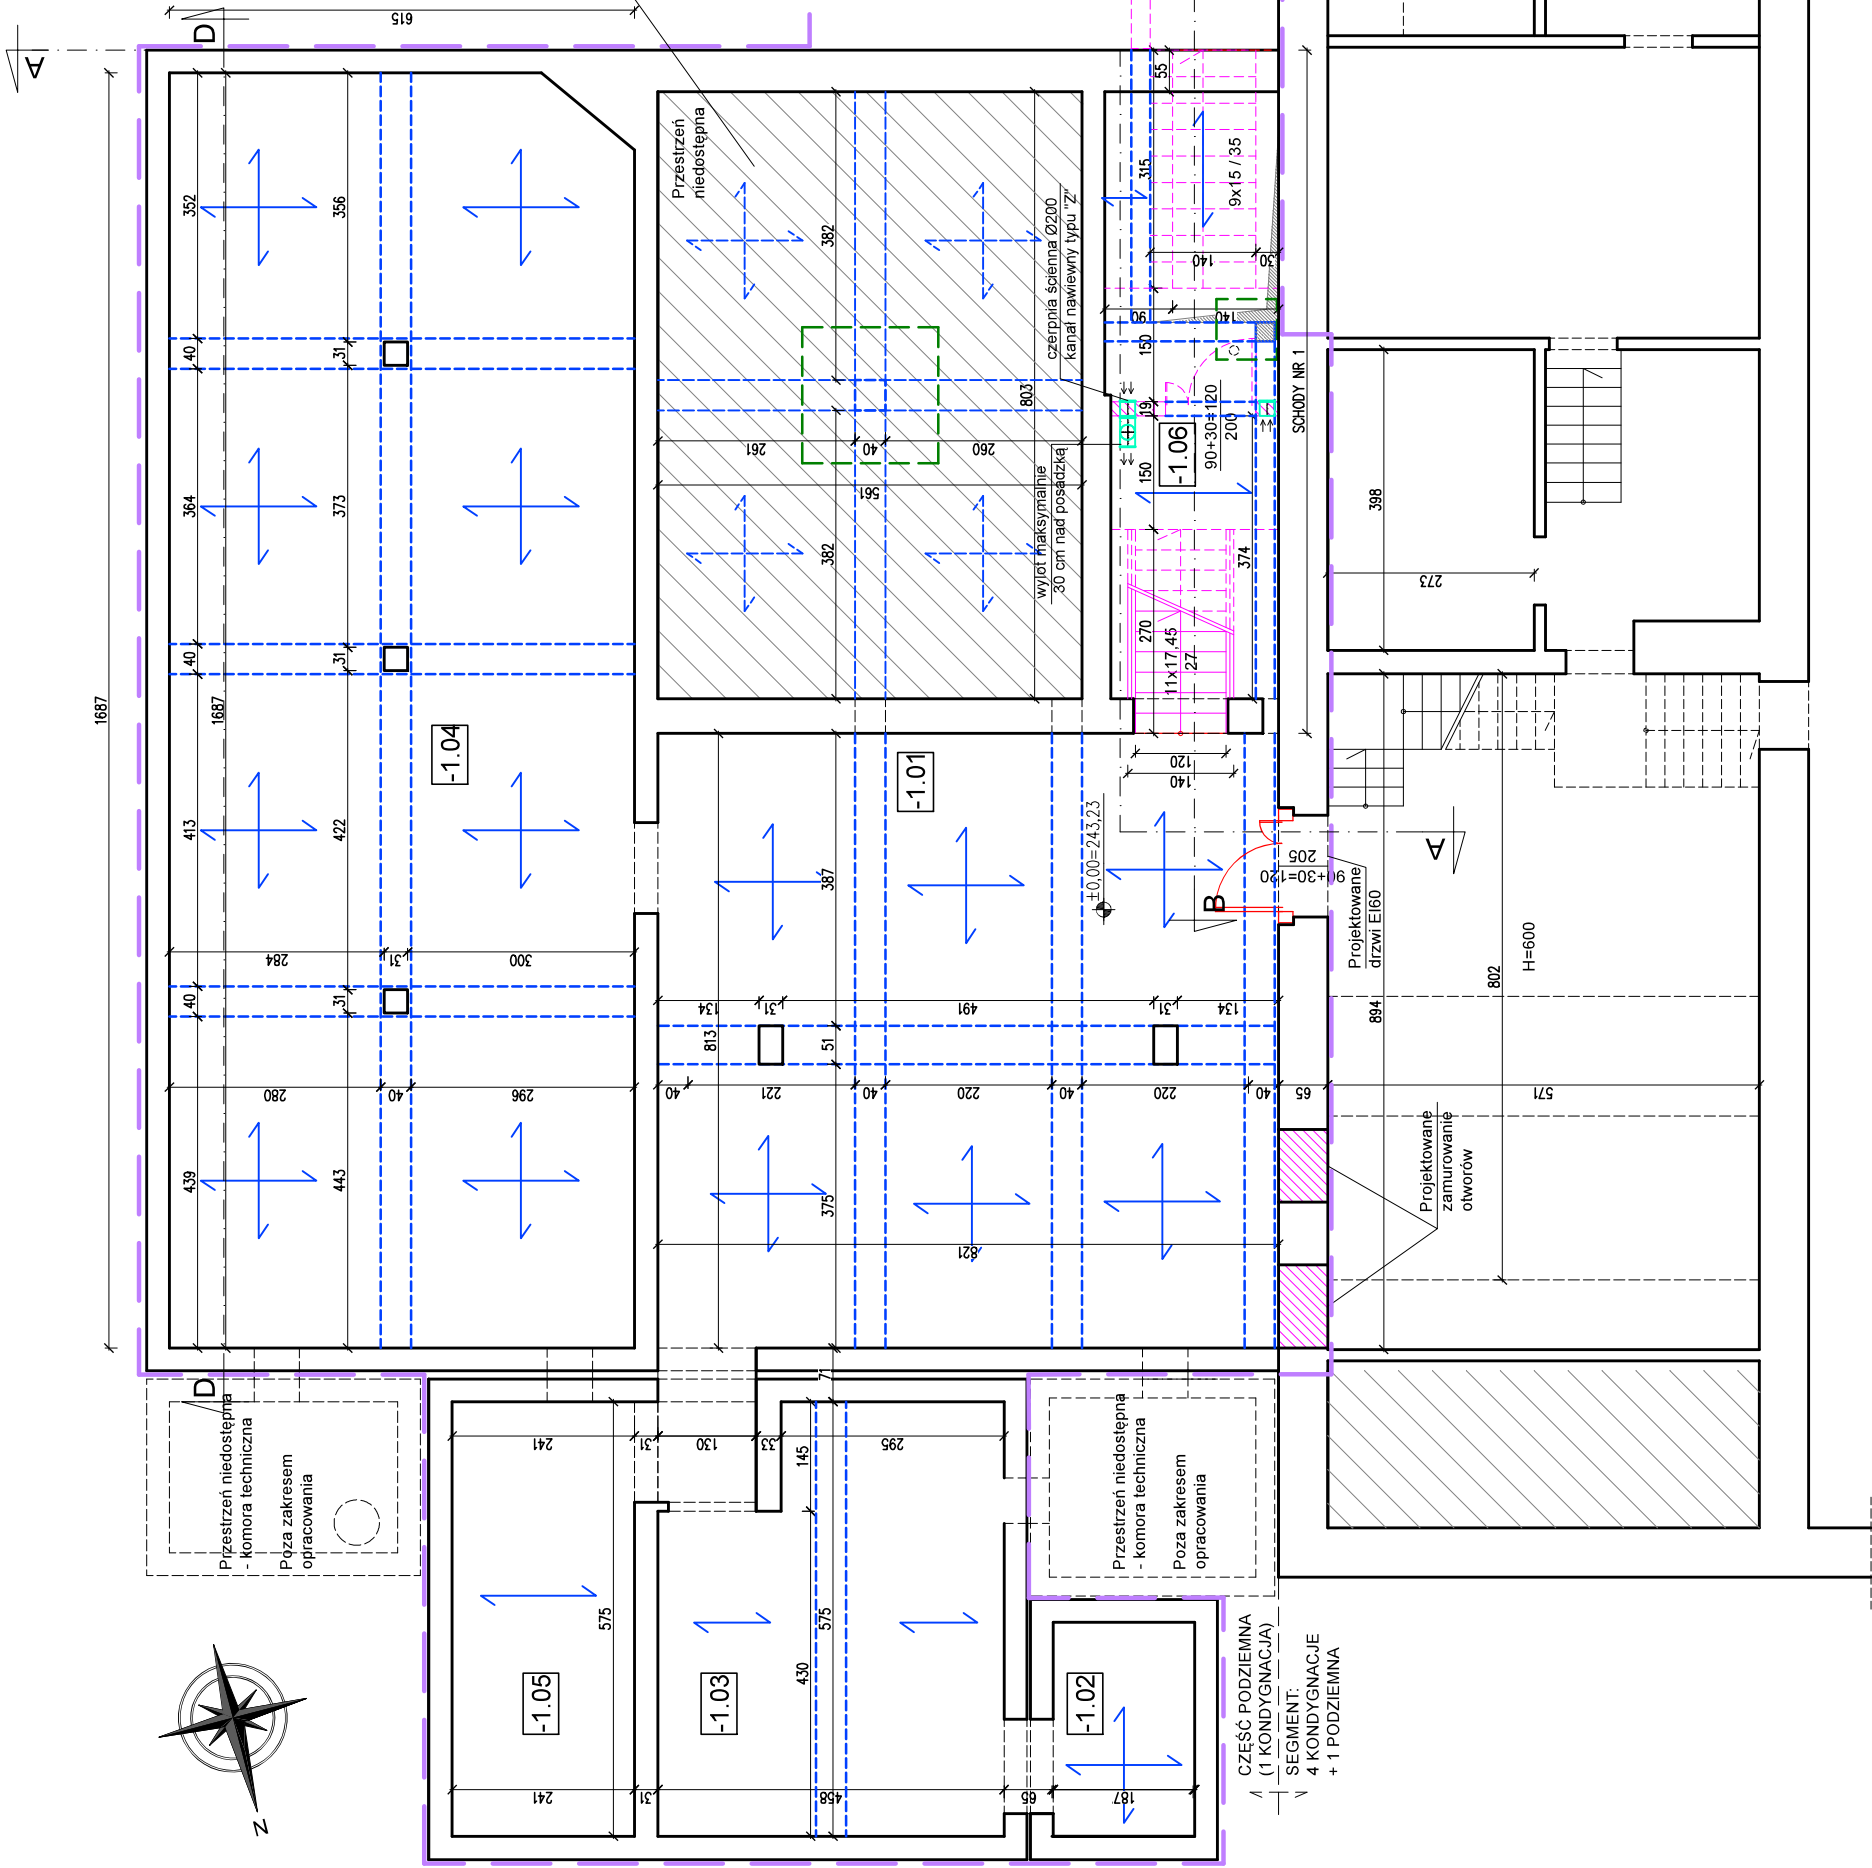 A
D
615
1687
352
356
40
31
364
373
40
31
1687
-1.04
413
422
284
31
300
40
31
280
40
296
439
443
D
Przestrzeń
niedostępna
382
803
261
40
260
561
382
czerpnia ścienna Ø200
kanał nawiewny typu "Z"
wylot maksymalnie
30 cm nad posadzką
55
315
9x15 / 35
140
30
90
140
150
19
-1.06
90+30=120
200
150
374
270
11x17,45
27
SCHODY NR 1
120
140
398
273
-1.01
±0,00=243,23
387
B
205
90+30=120
A
Projektowane
drzwi EI60
H=600
802
894
134
31
491
31
134
813
51
40
221
40
220
40
220
40
65
571
375
821
Projektowane
zamurowanie
otworów
71
Przestrzeń niedostępna
- komora techniczna
Poza zakresem
opracowania
241
31
130
33
295
145
Przestrzeń niedostępna
- komora techniczna
Poza zakresem
opracowania
575
575
430
-1.05
-1.03
-1.02
241
31
458
65
187
CZĘŚĆ PODZIEMNA
(1 KONDYGNACJA)
SEGMENT:
4 KONDYGNACJE
+ 1 PODZIEMNA
N